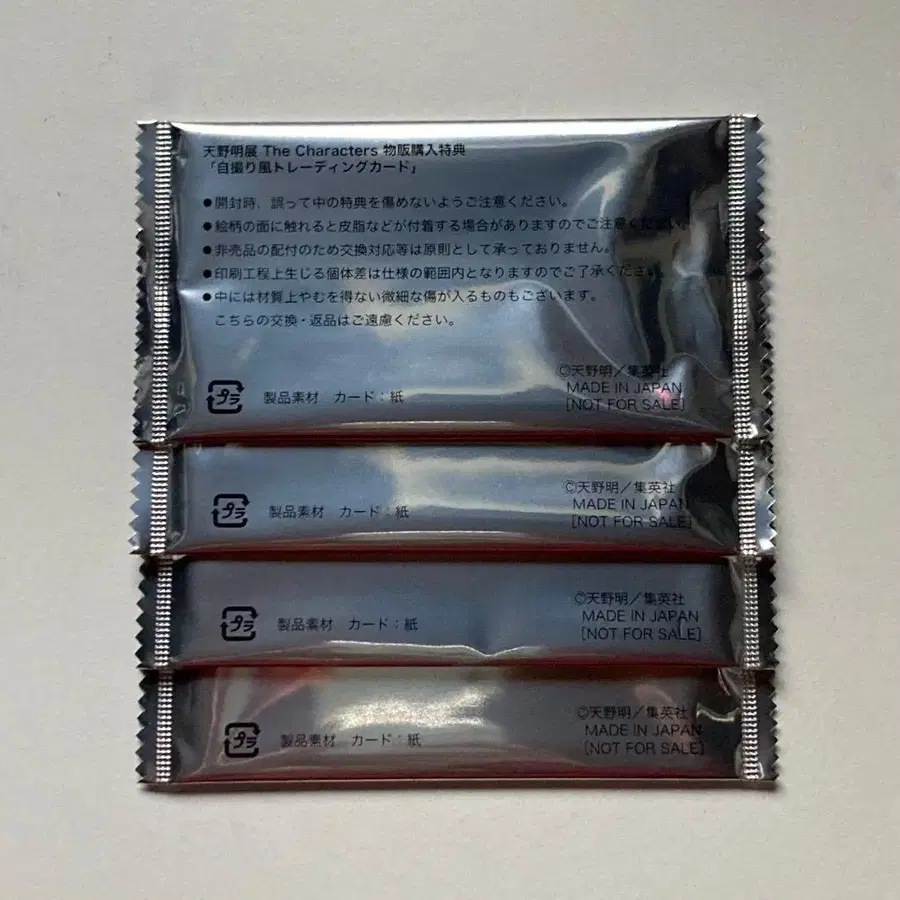 天野明展 The Characters 物販購入特典
「自撮り風トレーディングカード」
●開封時、誤って中の特典を傷めないようご注意ください。
●絵柄の面に触れると皮脂などが付着する場合がありますのでご注意ください。
●非売品の配付のため交換対応等は原則として承っておりません。
●印刷工程上生じる個体差は仕様の範囲内となりますのでご了承ください。
●中には材質上やむを得ない微細な傷が入るものもございます。
こちらの交換・返品はご遠慮ください。
©天野明／集英社
MADE IN JAPAN
[NOT FOR SALE]
プラ 製品素材 カード：紙
©天野明／集英社
MADE IN JAPAN
[NOT FOR SALE]
プラ 製品素材 カード：紙
©天野明／集英社
MADE IN JAPAN
[NOT FOR SALE]
プラ 製品素材 カード：紙
©天野明／集英社
MADE IN JAPAN
[NOT FOR SALE]
プラ 製品素材 カード：紙